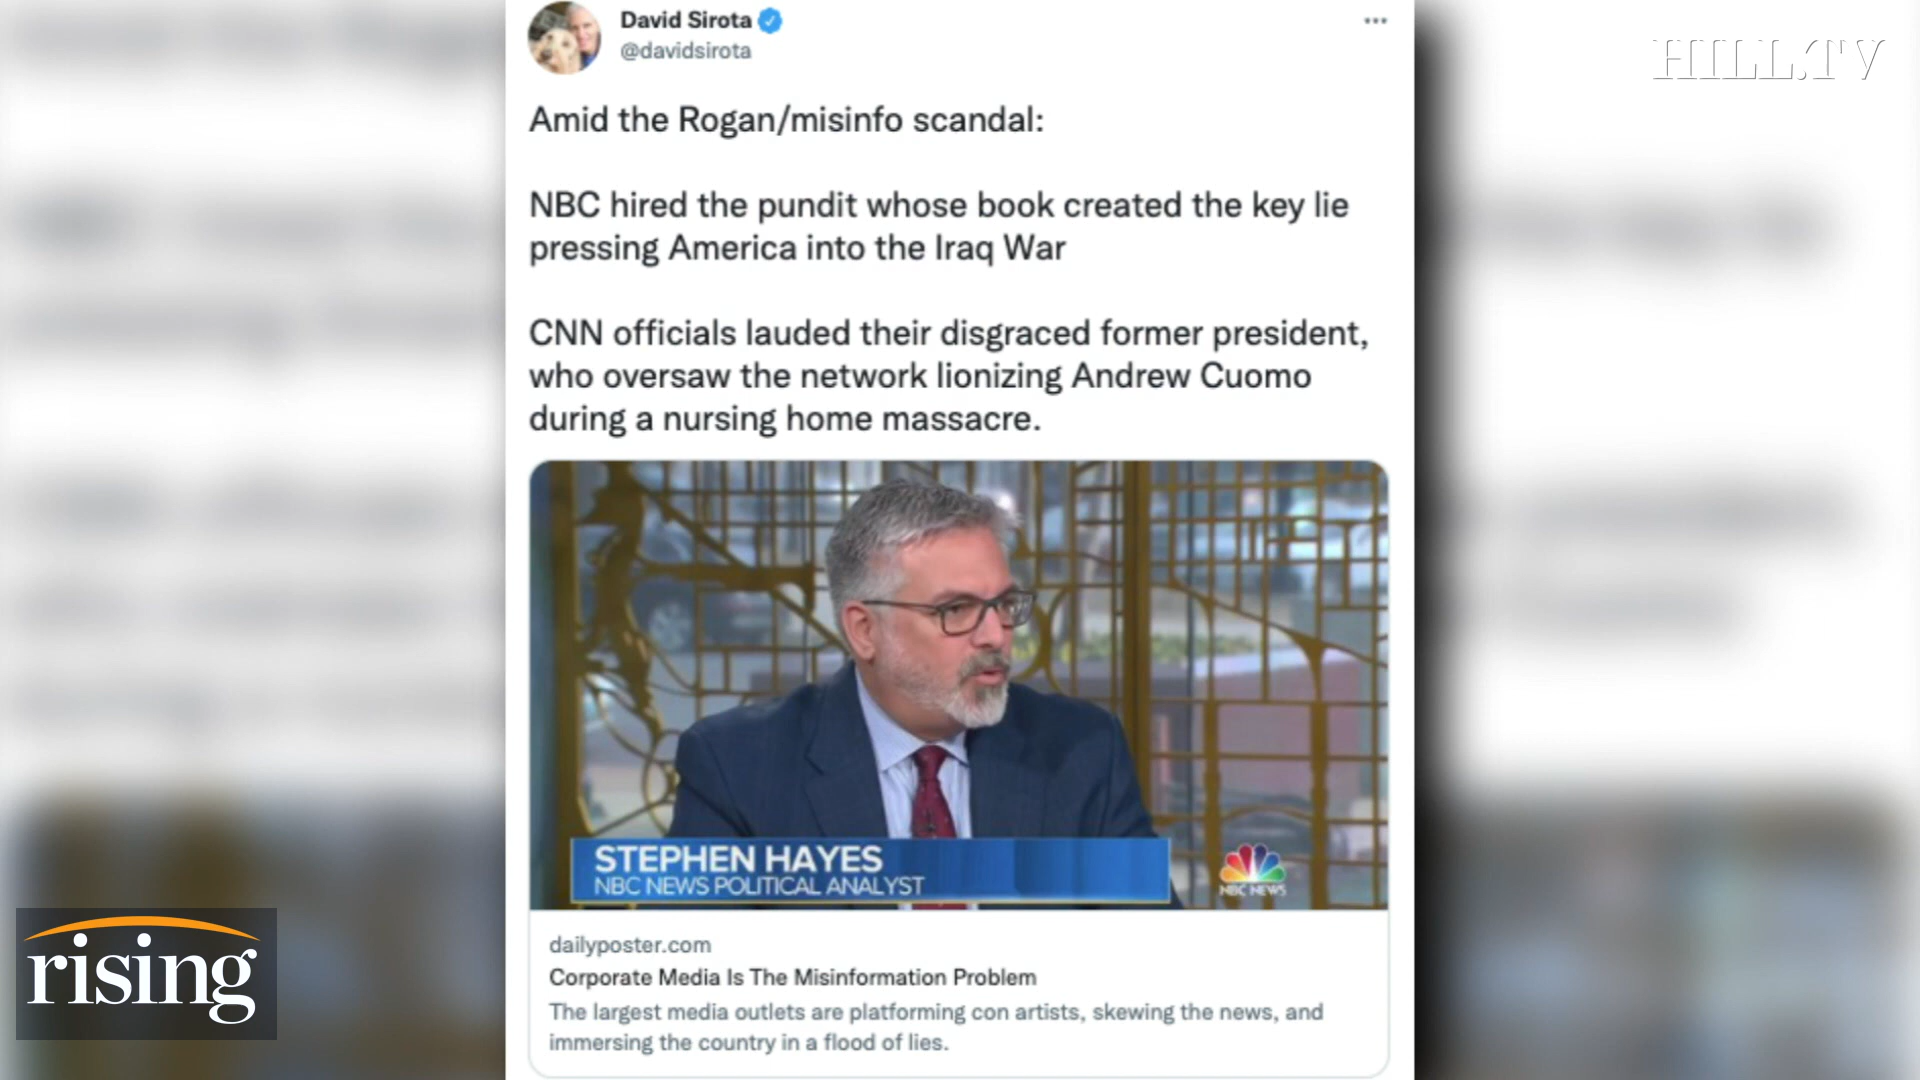 David Sirota
@davidsirota
HILL.TV
Amid the Rogan/misinfo scandal:
NBC hired the pundit whose book created the key lie
pressing America into the Iraq War
CNN officials lauded their disgraced former president,
who oversaw the network lionizing Andrew Cuomo
during a nursing home massacre.
STEPHEN HAYES
NBC NEWS POLITICAL ANALYST
NBC NEWS
dailyposter.com
Corporate Media Is The Misinformation Problem
The largest media outlets are platforming con artists, skewing the news, and
immersing the country in a flood of lies.
rising